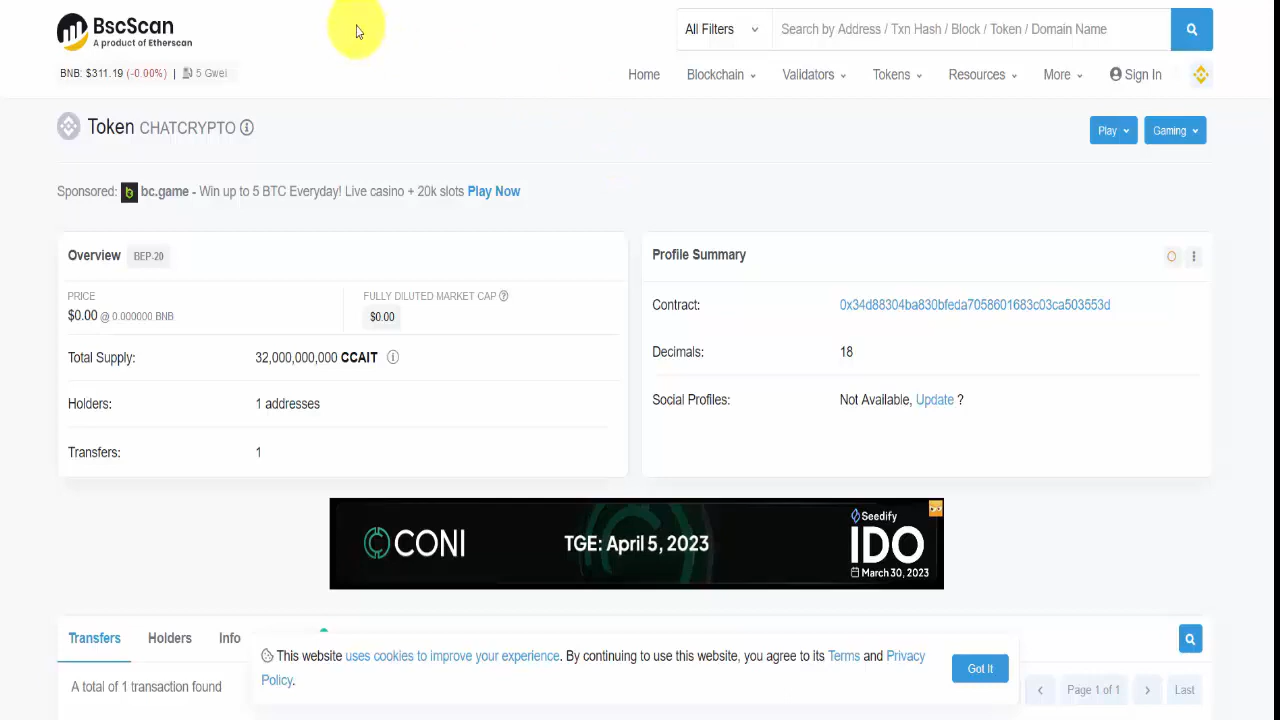 BscScan
A product of Etherscan
All Filters
Search by Address / Txn Hash / Block / Token / Domain Name
BNB: $311.19 (-0.00%) | 5 Gwei
Home Blockchain Validators Tokens Resources More Sign In
Token CHATCRYPTO
Play Gaming
Sponsored: bc.game - Win up to 5 BTC Everyday! Live casino + 20k slots Play Now
Overview BEP-20
PRICE
$0.00 @ 0.000000 BNB
FULLY DILUTED MARKET CAP
$0.00
Total Supply: 32,000,000,000 CCAIT
Holders: 1 addresses
Transfers: 1
Profile Summary
Contract: 0x34d88304ba830bfeda7058601683c03ca503553d
Decimals: 18
Social Profiles: Not Available, Update ?
CONI
TGE: April 5, 2023
Seedify
IDO
March 30, 2023
Transfers Holders Info
This website uses cookies to improve your experience. By continuing to use this website, you agree to its Terms and Privacy
Policy.
Got It
A total of 1 transaction found
Page 1 of 1 Last